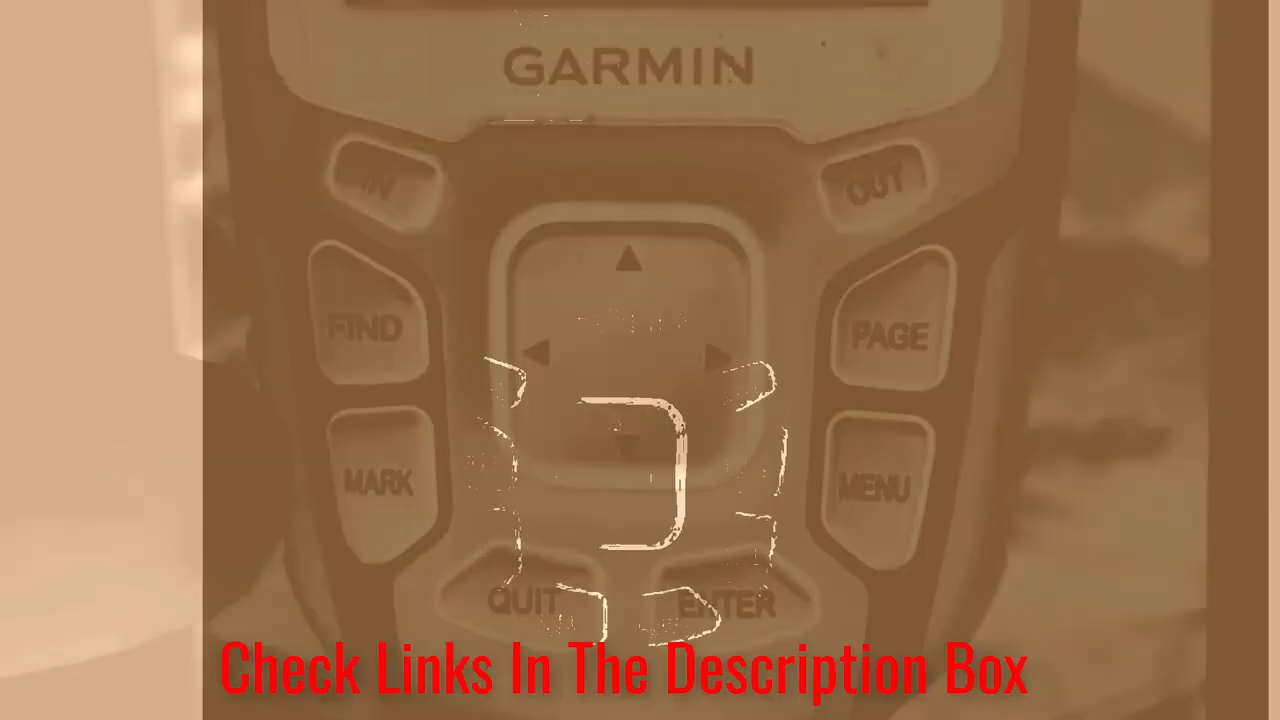 GARMIN
IN
OUT
FIND
PAGE
MARK
MENU
QUIT
ENTER
Check Links In The Description Box